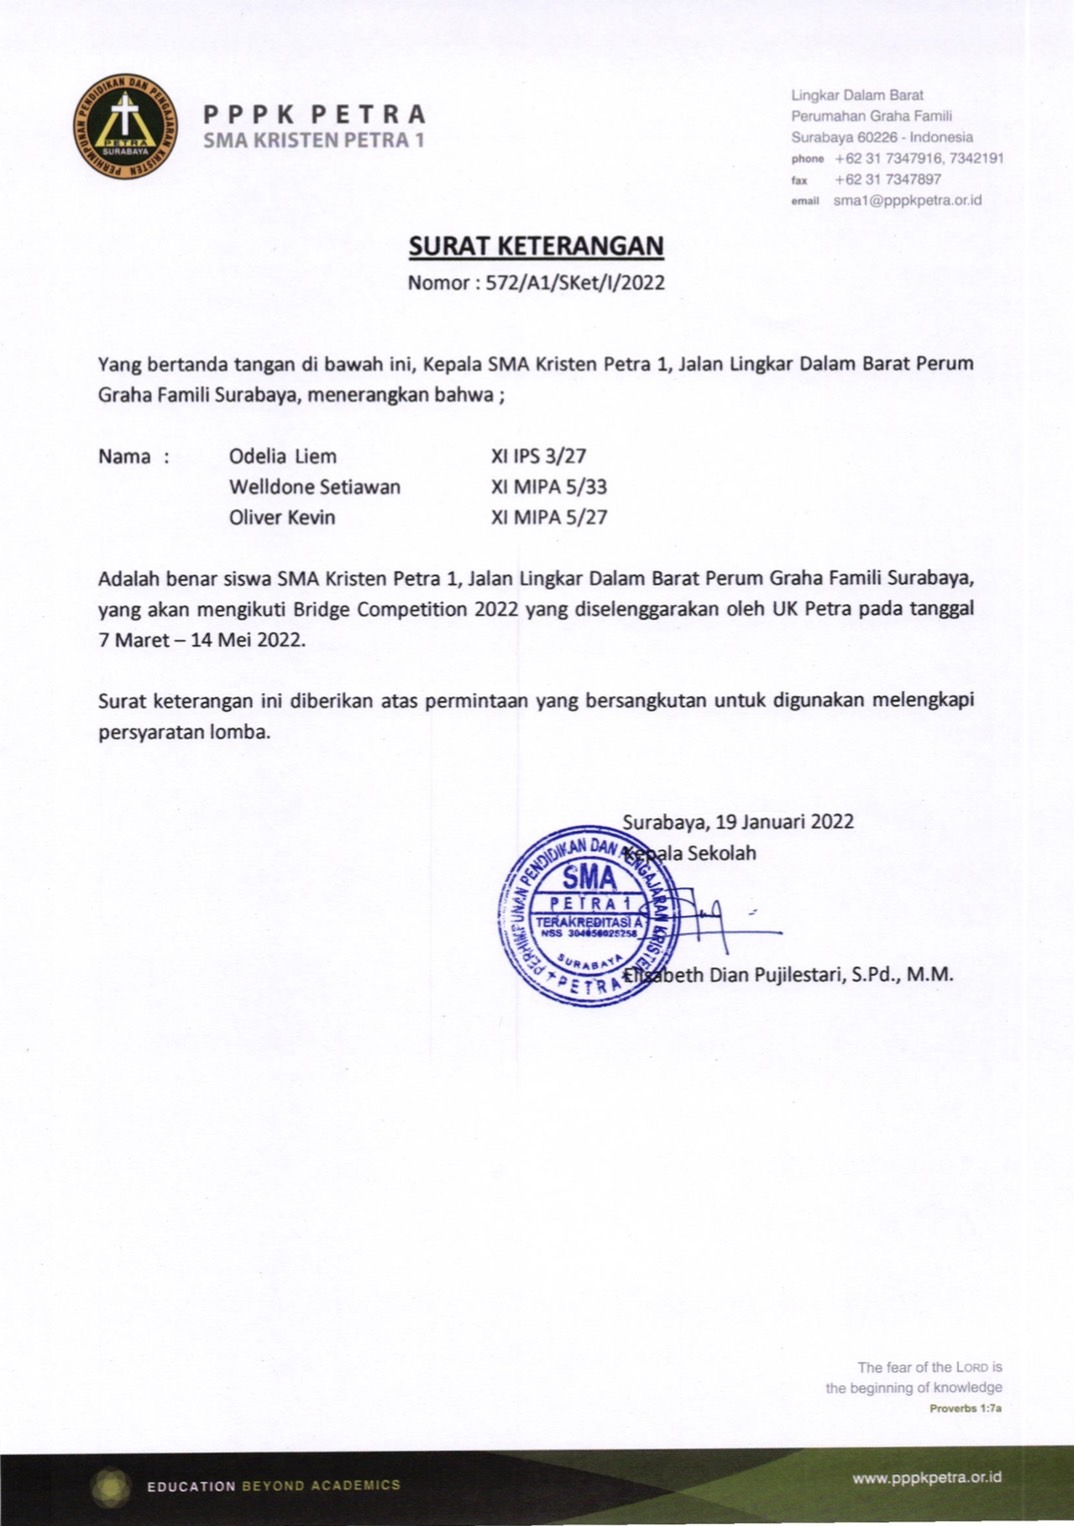 PERHIMPUNAN PENDIDIKAN DAN PENGAJARAN KRISTEN
PETRA
SURABAYA
PPPK PETRA
SMA KRISTEN PETRA 1
Lingkar Dalam Barat
Perumahan Graha Famili
Surabaya 60226 - Indonesia
phone +62 31 7347916, 7342191
fax +62 31 7347897
email sma1@pppkpetra.or.id
SURAT KETERANGAN
Nomor : 572/A1/SKet/I/2022
Yang bertanda tangan di bawah ini, Kepala SMA Kristen Petra 1, Jalan Lingkar Dalam Barat Perum
Graha Famili Surabaya, menerangkan bahwa ;
Nama : Odelia Liem XI IPS 3/27
Welldone Setiawan XI MIPA 5/33
Oliver Kevin XI MIPA 5/27
Adalah benar siswa SMA Kristen Petra 1, Jalan Lingkar Dalam Barat Perum Graha Famili Surabaya,
yang akan mengikuti Bridge Competition 2022 yang diselenggarakan oleh UK Petra pada tanggal
7 Maret – 14 Mei 2022.
Surat keterangan ini diberikan atas permintaan yang bersangkutan untuk digunakan melengkapi
persyaratan lomba.
Surabaya, 19 Januari 2022
Kepala Sekolah
PERHIMPUNAN PENDIDIKAN DAN PENGAJARAN KRISTEN
SMA
PETRA 1
TERAKREDITASI A
NSS 304056025258
SURABAYA
+ PETRA +
Elisabeth Dian Pujilestari, S.Pd., M.M.
The fear of the LORD is
the beginning of knowledge
Proverbs 1:7a
EDUCATION BEYOND ACADEMICS
www.pppkpetra.or.id